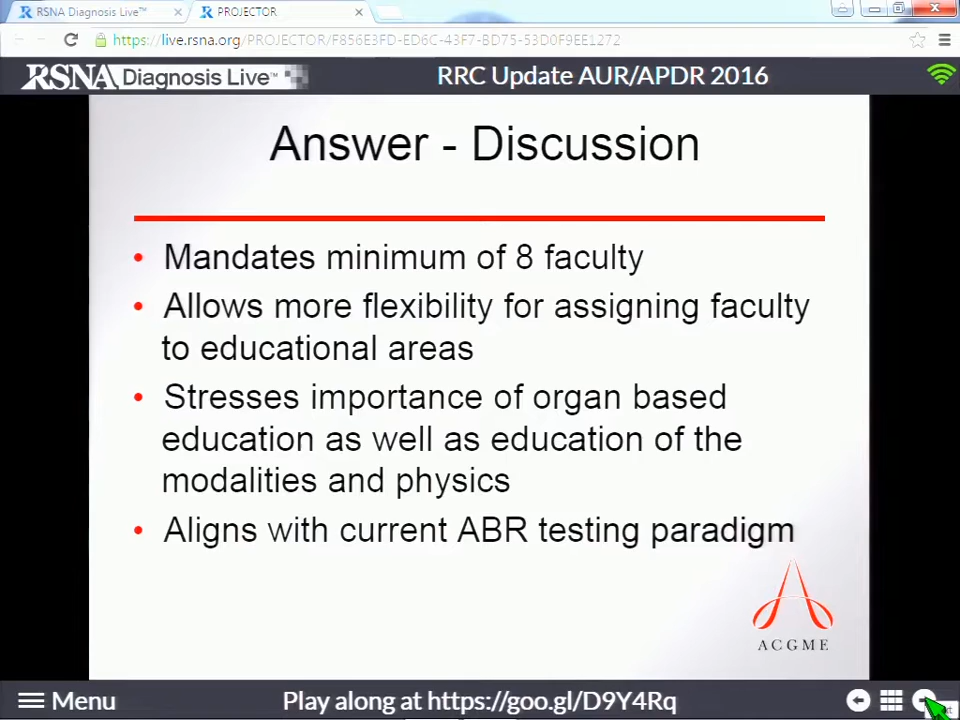 RSNA Diagnosis Live™
PROJECTOR
https://live.rsna.org/PROJECTOR/F856E3FD-ED6C-43F7-BD75-53D0F9EE1272
RSNA Diagnosis Live™
RRC Update AUR/APDR 2016
Answer - Discussion
• Mandates minimum of 8 faculty
• Allows more flexibility for assigning faculty
to educational areas
• Stresses importance of organ based
education as well as education of the
modalities and physics
• Aligns with current ABR testing paradigm
ACGME
Menu
Play along at https://goo.gl/D9Y4Rq